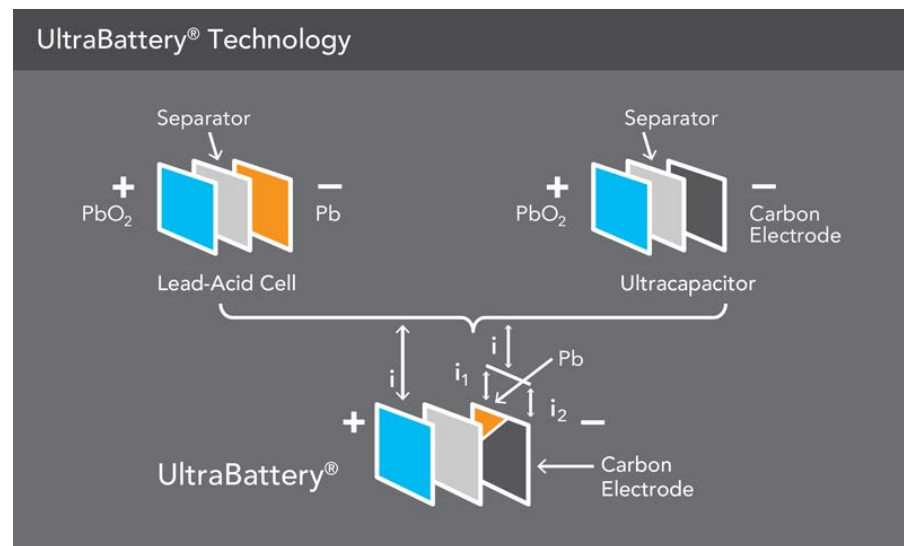 UltraBattery® Technology
Separator
+
−
PbO₂
Pb
Lead-Acid Cell
Separator
+
−
PbO₂
Carbon
Electrode
Ultracapacitor
i
i
i₁
Pb
i₂
+
−
UltraBattery®
Carbon
Electrode